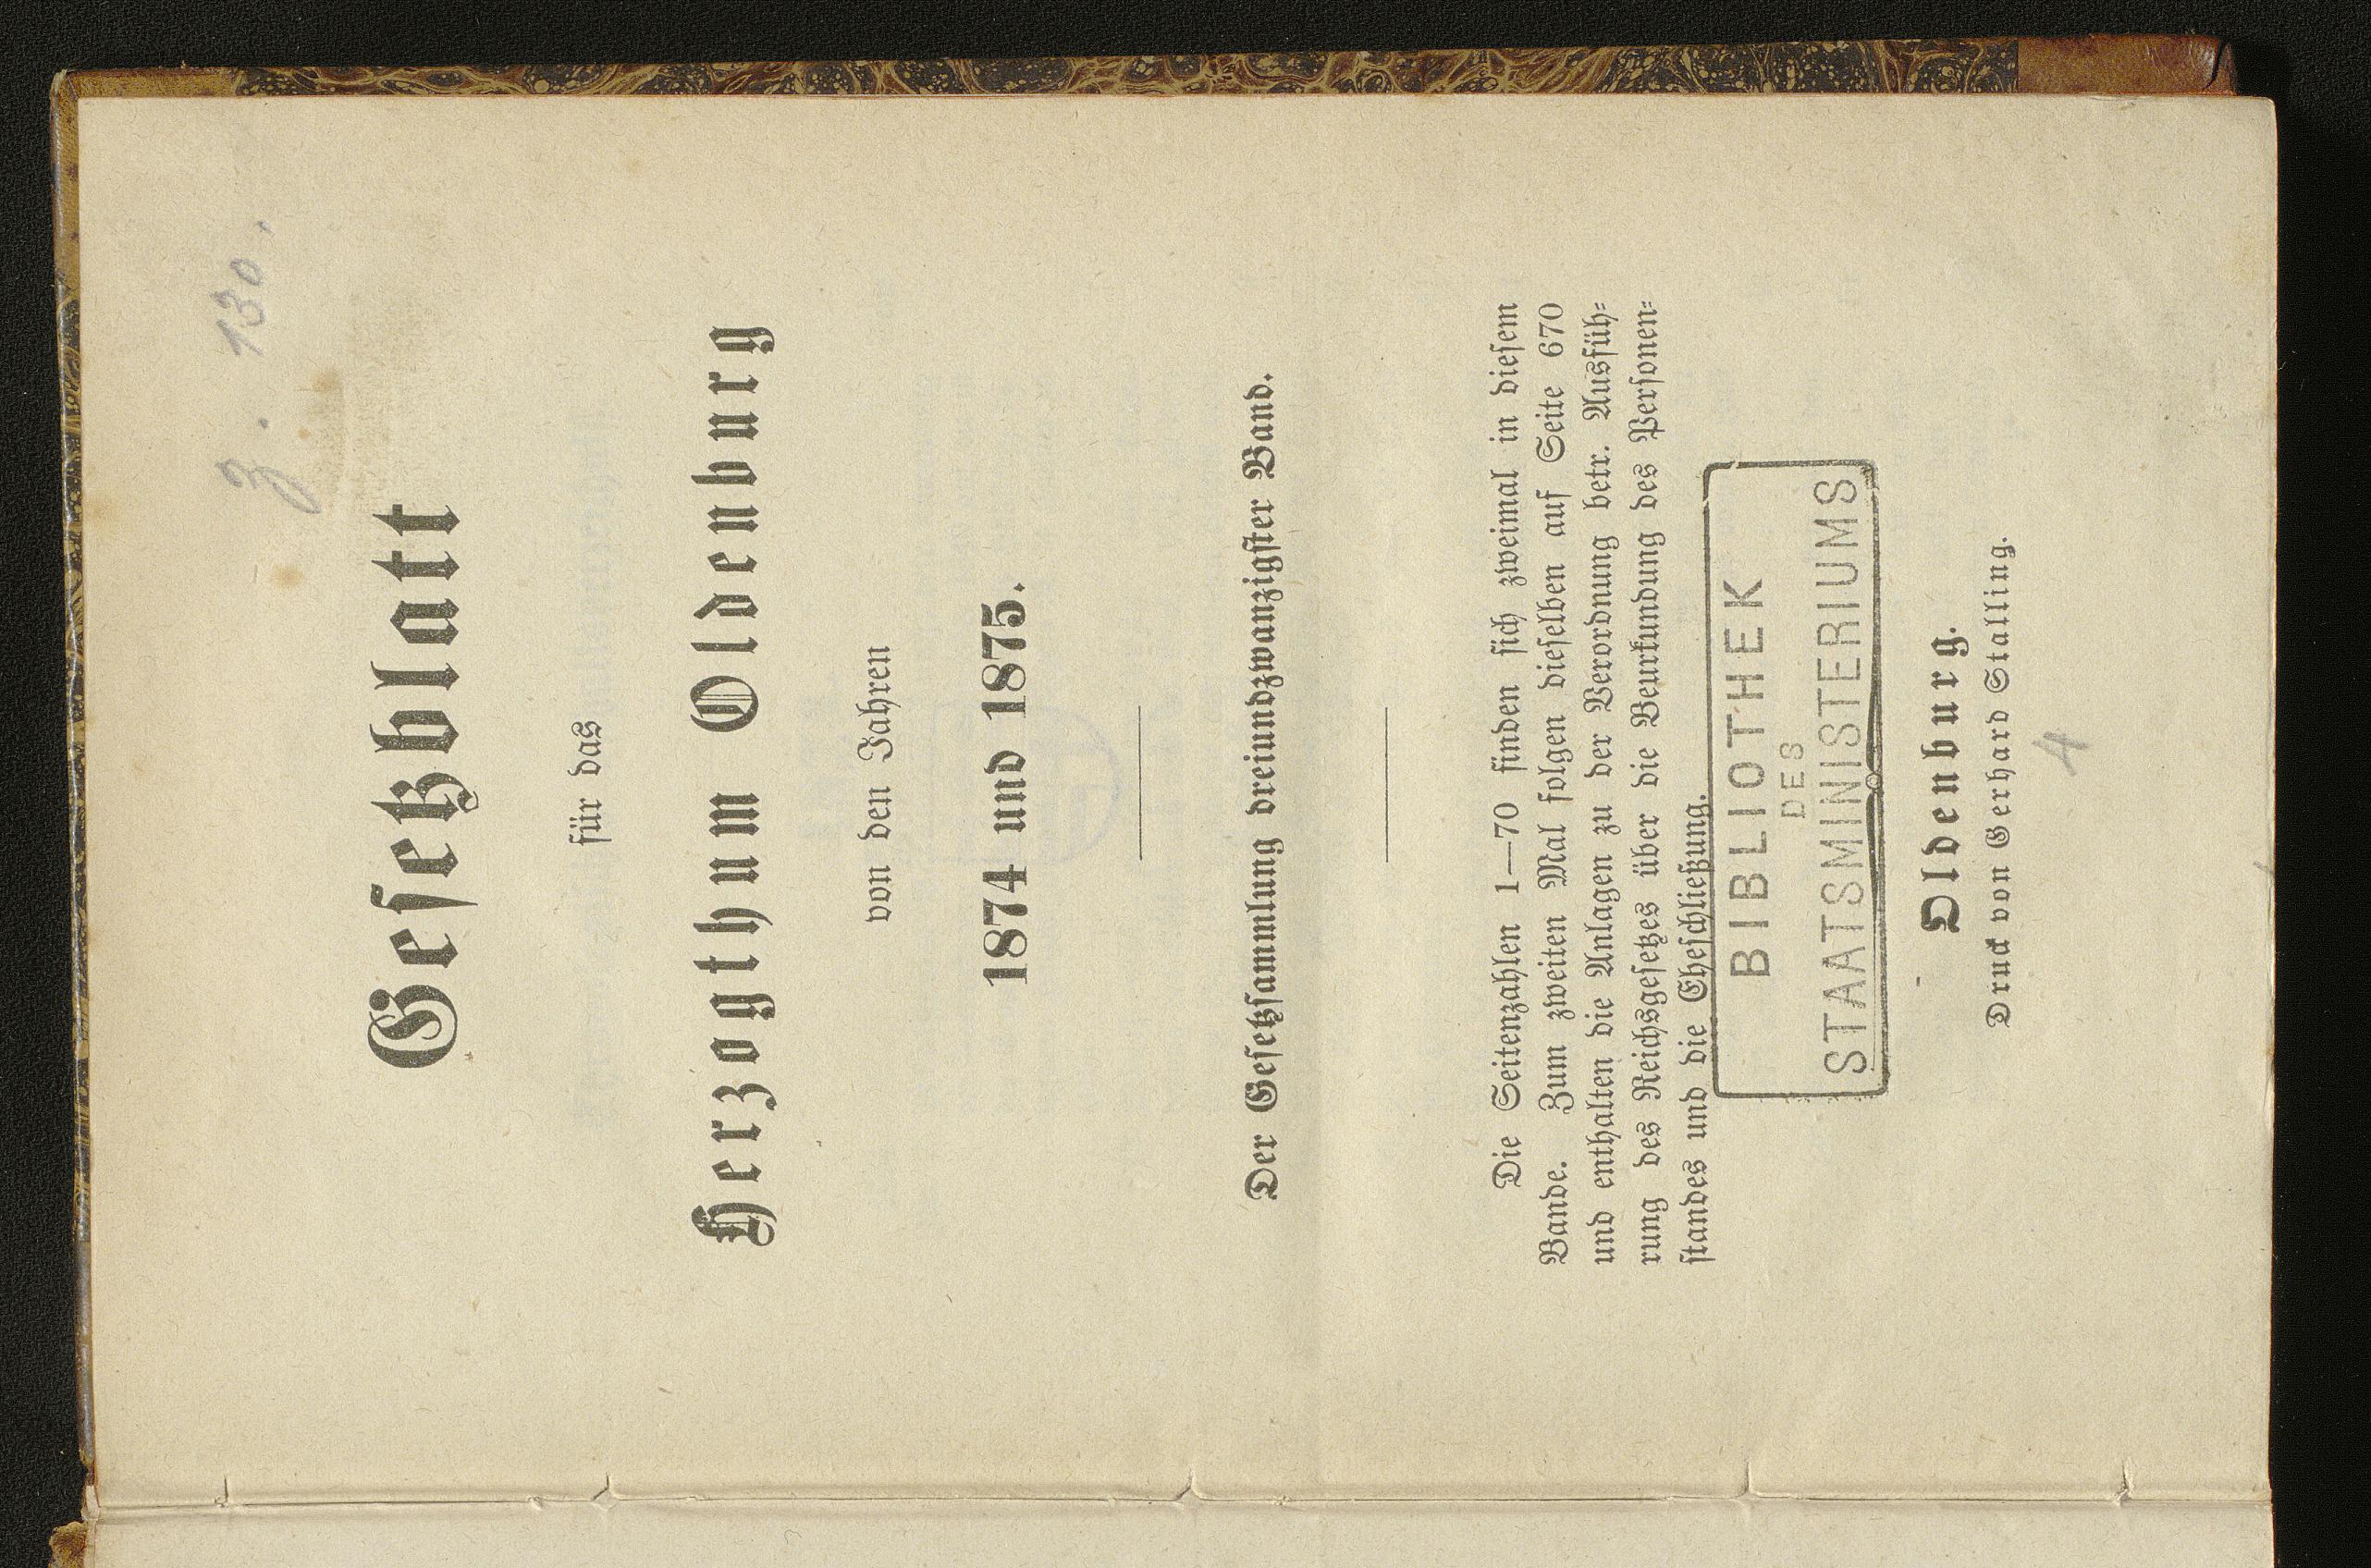 Z. 130.
Gesetzblatt
für das
Herzogthum Oldenburg
von den Jahren
1874 und 1875.
Der Gesetzsammlung dreiundzwanzigster Band.
Die Seitenzahlen 1—70 finden sich zweimal in diesem
Bande. Zum zweiten Mal folgen dieselben auf Seite 670
und enthalten die Anlagen zu der Verordnung betr. Ausfüh-
rung des Reichsgesetzes über die Beurkundung des Personen-
standes und die Eheschließung.
BIBLIOTHEK
DES
STAATSMINISTERIUMS
Oldenburg.
Druck von Gerhard Stalling.
4